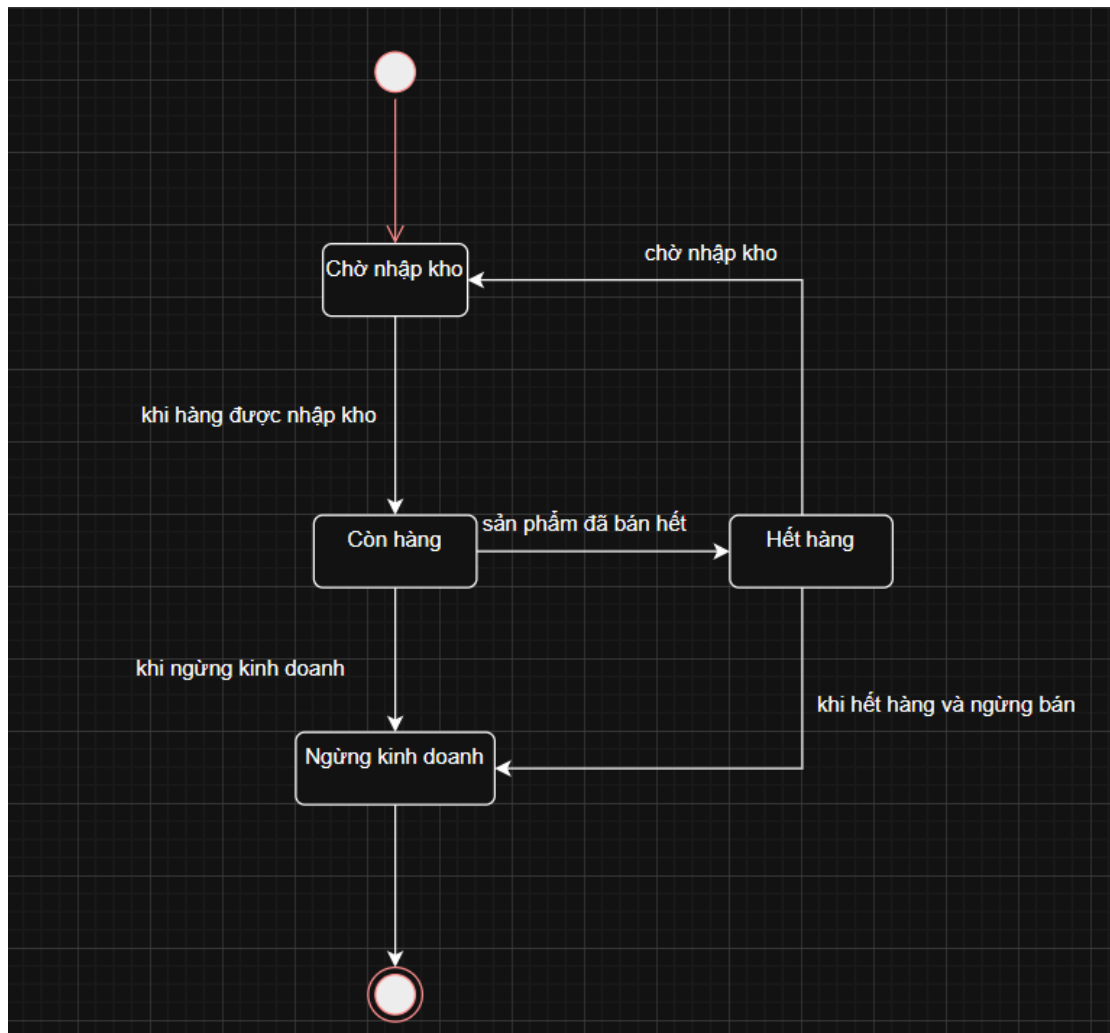 chờ nhập kho
Chờ nhập kho
khi hàng được nhập kho
sản phẩm đã bán hết
Còn hàng
Hết hàng
khi ngừng kinh doanh
khi hết hàng và ngừng bán
Ngừng kinh doanh